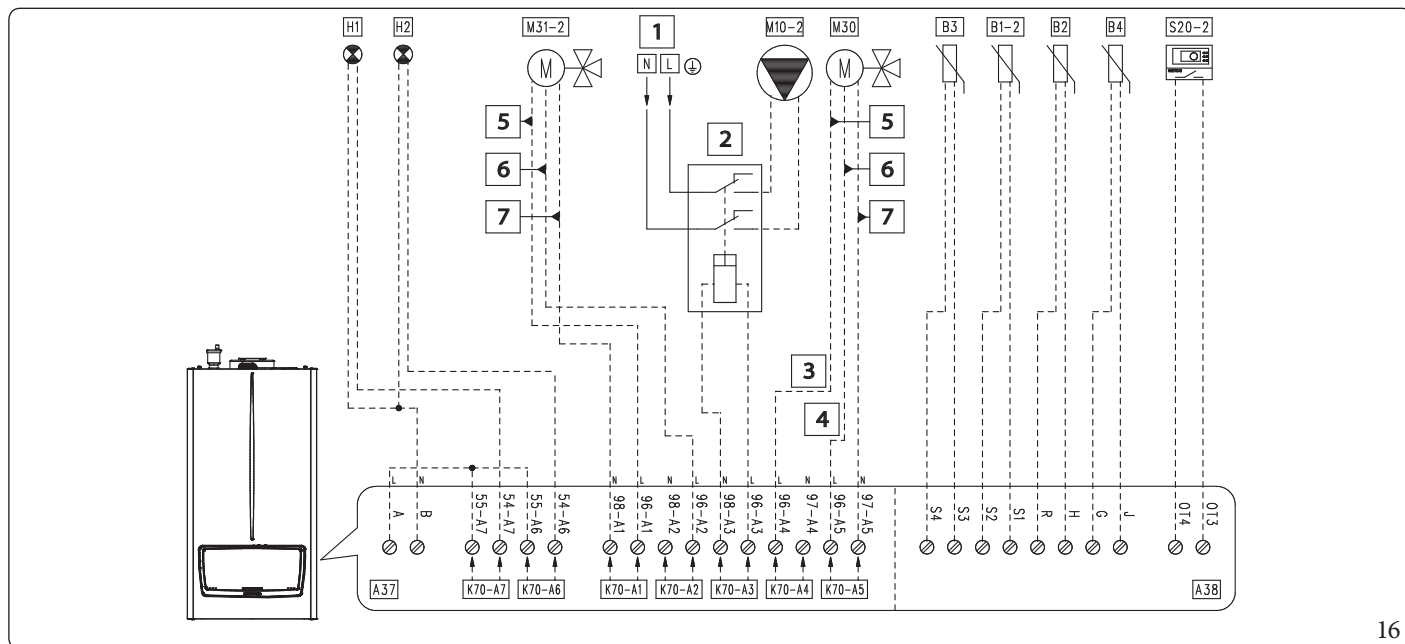 H1 H2 M31-2 1 M10-2 M30 B3 B1-2 B2 B4 S20-2
N L
M M
5 5
2
6 6
7 7
3
4
L N N L N L N L L N L N
A B 55-A7 54-A7 55-A6 54-A6 98-A1 96-A1 98-A2 96-A2 98-A3 96-A3 96-A4 97-A4 96-A5 97-A5 S4 S3 S2 S1 R H G J OT4 OT3
A37 K70-A7 K70-A6 K70-A1 K70-A2 K70-A3 K70-A4 K70-A5 A38
16